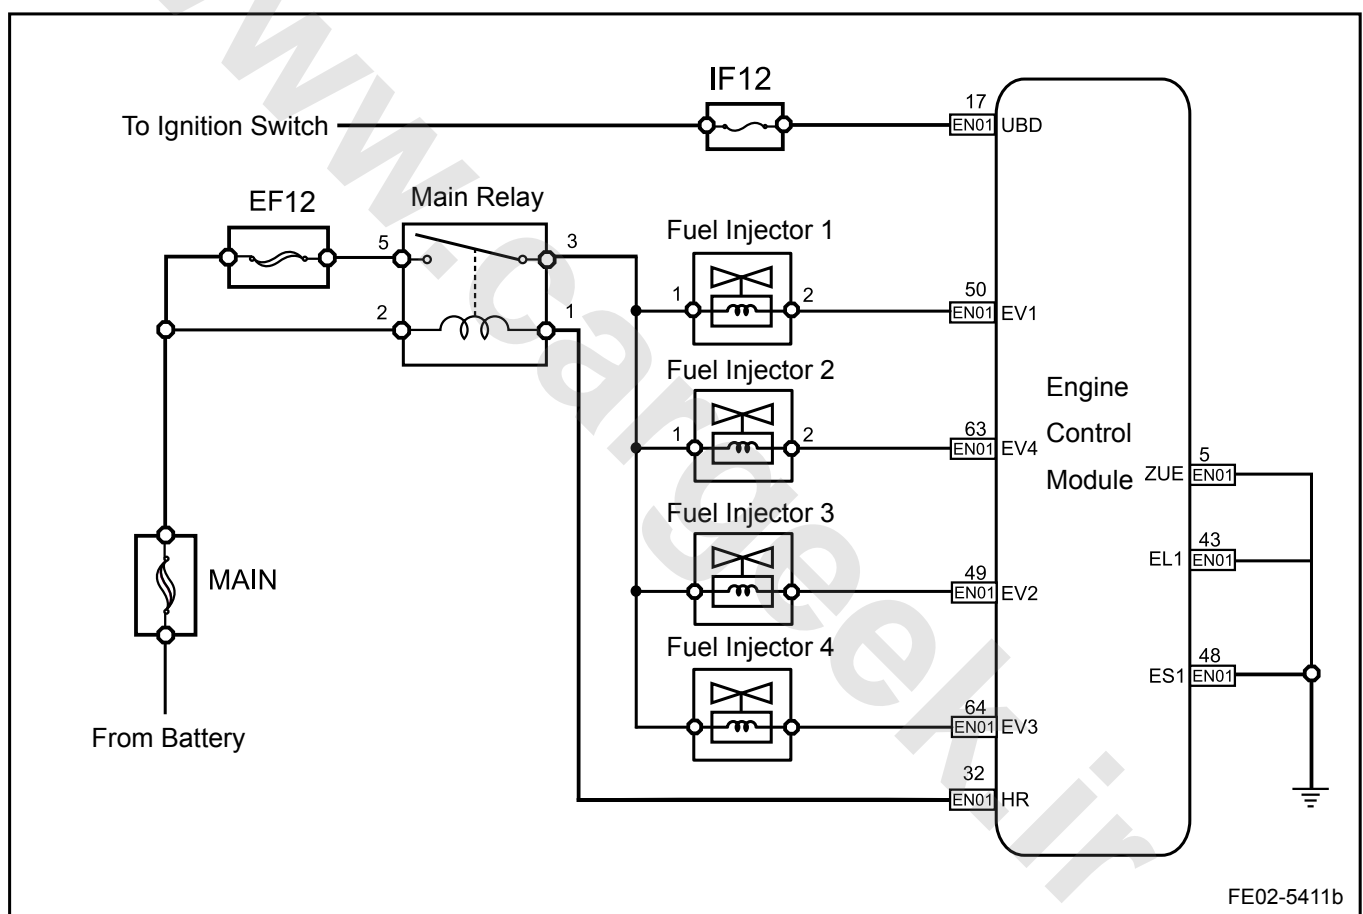 IF12
To Ignition Switch
17
EN01 UBD
EF12
Main Relay
5
3
2
1
Fuel Injector 1
1
2
50
EN01 EV1
Fuel Injector 2
1
2
63
EN01 EV4
Fuel Injector 3
49
EN01 EV2
Fuel Injector 4
64
EN01 EV3
32
EN01 HR
Engine
Control
Module
5
ZUE EN01
43
EL1 EN01
48
ES1 EN01
MAIN
From Battery
FE02-5411b
www.cargeek.ir